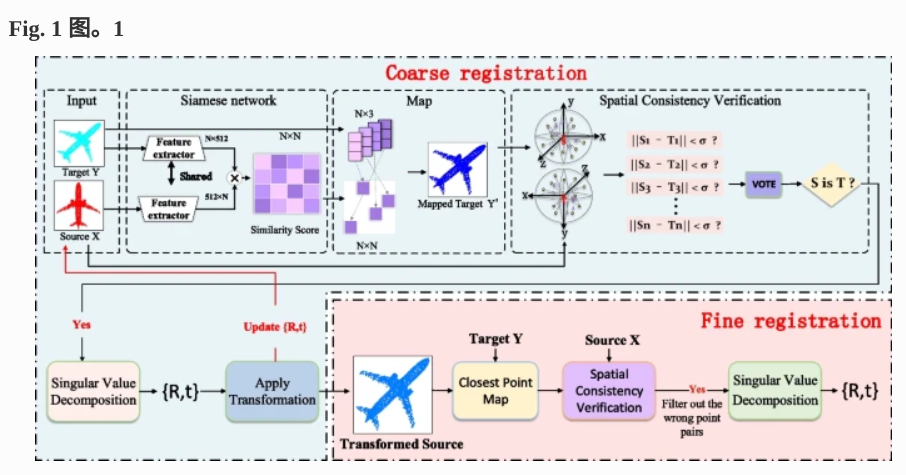 Fig. 1 图。1
Coarse registration
Input
Siamese network
Map
Spatial Consistency Verification
Target Y
Source X
Feature
extractor
N×512
Shared
Feature
extractor
512×N
N×N
Similarity Score
N×3
N×N
Mapped Target Y'
y
x
z
z
x
y
||S1 − T1|| < σ ?
||S2 − T2|| < σ ?
||S3 − T3|| < σ ?
||Sn − Tn|| < σ ?
VOTE
S is T ?
Yes
Update {R,t}
Singular Value
Decomposition
{R,t}
Apply
Transformation
Fine registration
Transformed Source
Target Y
Closest Point
Map
Source X
Spatial
Consistency
Verification
Yes
Filter out the
wrong point
pairs
Singular Value
Decomposition
{R,t}